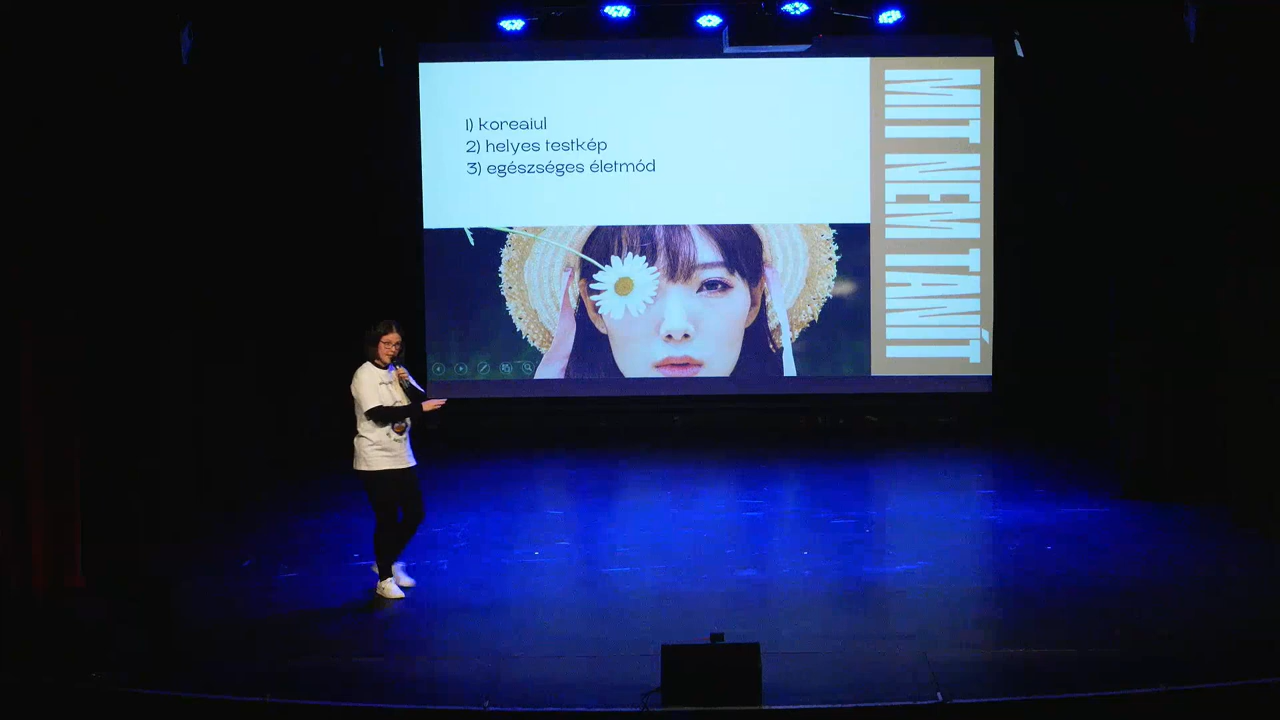 1) koreaiul
2) helyes testkép
3) egészséges életmód
MIT NEM TANÍT